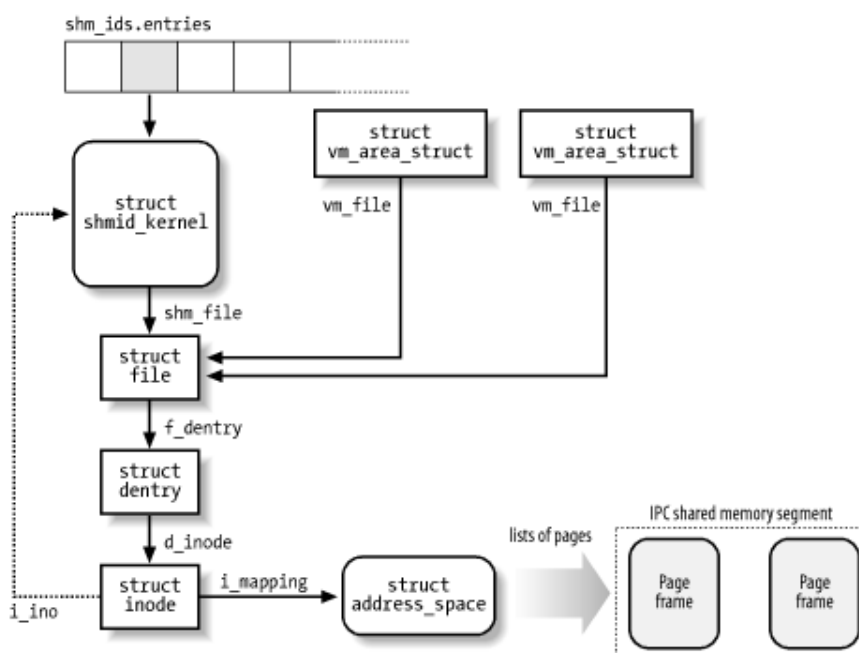 shm_ids.entries
struct
vm_area_struct
struct
vm_area_struct
struct
shmid_kernel
vm_file
vm_file
shm_file
struct
file
f_dentry
struct
dentry
d_inode
lists of pages
IPC shared memory segment
struct
inode
i_mapping
struct
address_space
Page
frame
Page
frame
i_ino